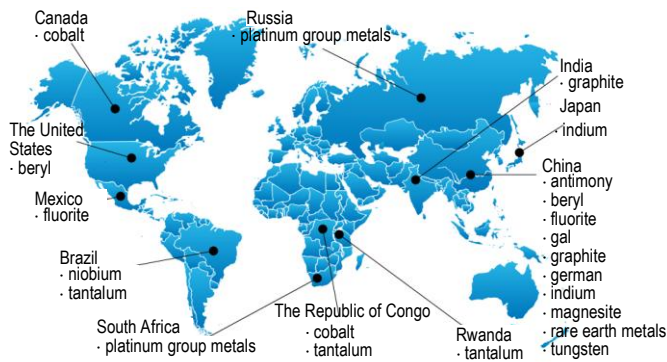 Canada
· cobalt
Russia
· platinum group metals
India
· graphite
Japan
· indium
The United
States
· beryl
Mexico
· fluorite
China
· antimony
· beryl
· fluorite
· gal
· graphite
· german
· indium
· magnesite
· rare earth metals
· tungsten
Brazil
· niobium
· tantalum
South Africa
· platinum group metals
The Republic of Congo
· cobalt
· tantalum
Rwanda
· tantalum